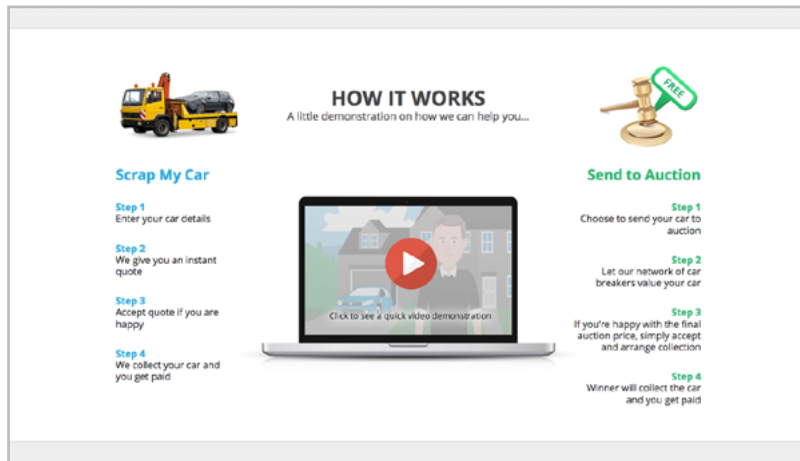 FREE
HOW IT WORKS
A little demonstration on how we can help you...
Scrap My Car
Step 1
Enter your car details
Step 2
We give you an instant
quote
Step 3
Accept quote if you are
happy
Step 4
We collect your car and
you get paid
Click to see a quick video demonstration
Send to Auction
Step 1
Choose to send your car to
auction
Step 2
Let our network of car
breakers value your car
Step 3
If you're happy with the final
auction price, simply accept
and arrange collection
Step 4
Winner will collect the car
and you get paid